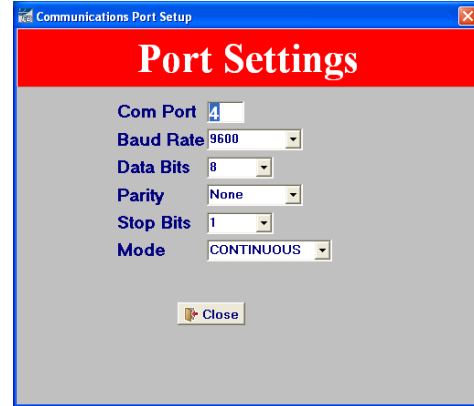 Communications Port Setup
Port Settings
Com Port 4
Baud Rate 9600
Data Bits 8
Parity None
Stop Bits 1
Mode CONTINUOUS
Close